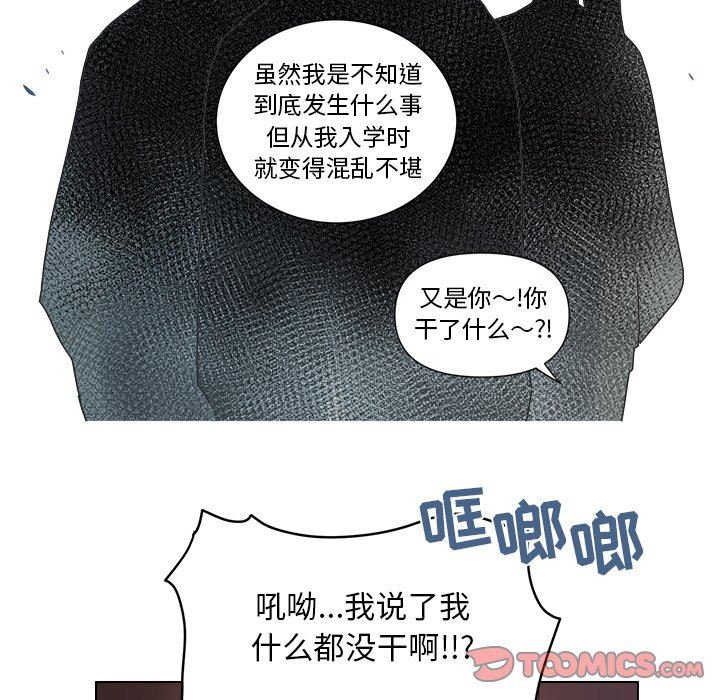 虽然我是不知道
到底发生什么事
但从我入学时
就变得混乱不堪
又是你～!你
干了什么～?!
哐啷啷
吼呦...我说了我
什么都没干啊!!?
TOOMICS.COM